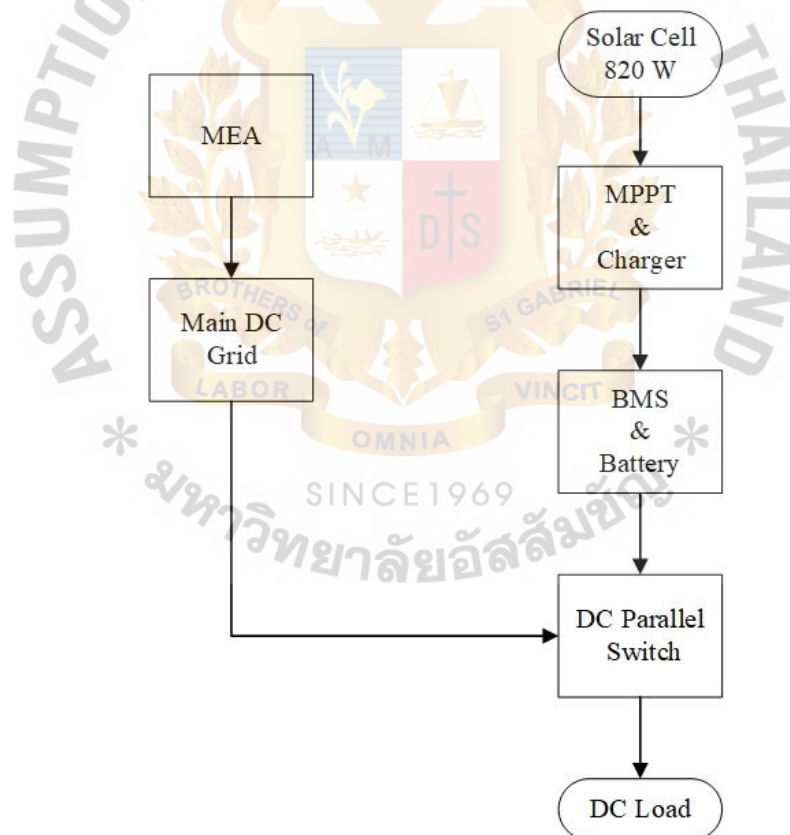 Solar Cell
820 W
MEA
MPPT
&
Charger
Main DC
Grid
BMS
&
Battery
DC Parallel
Switch
DC Load
ASSUMPTIO
THAILAND
A M
D S
BROTHERS of
S1 GABRIEL
LABOR
VINCIT
OMNIA
SINCE1969
* มหาวิทยาลัยอัสสัมชัญ *